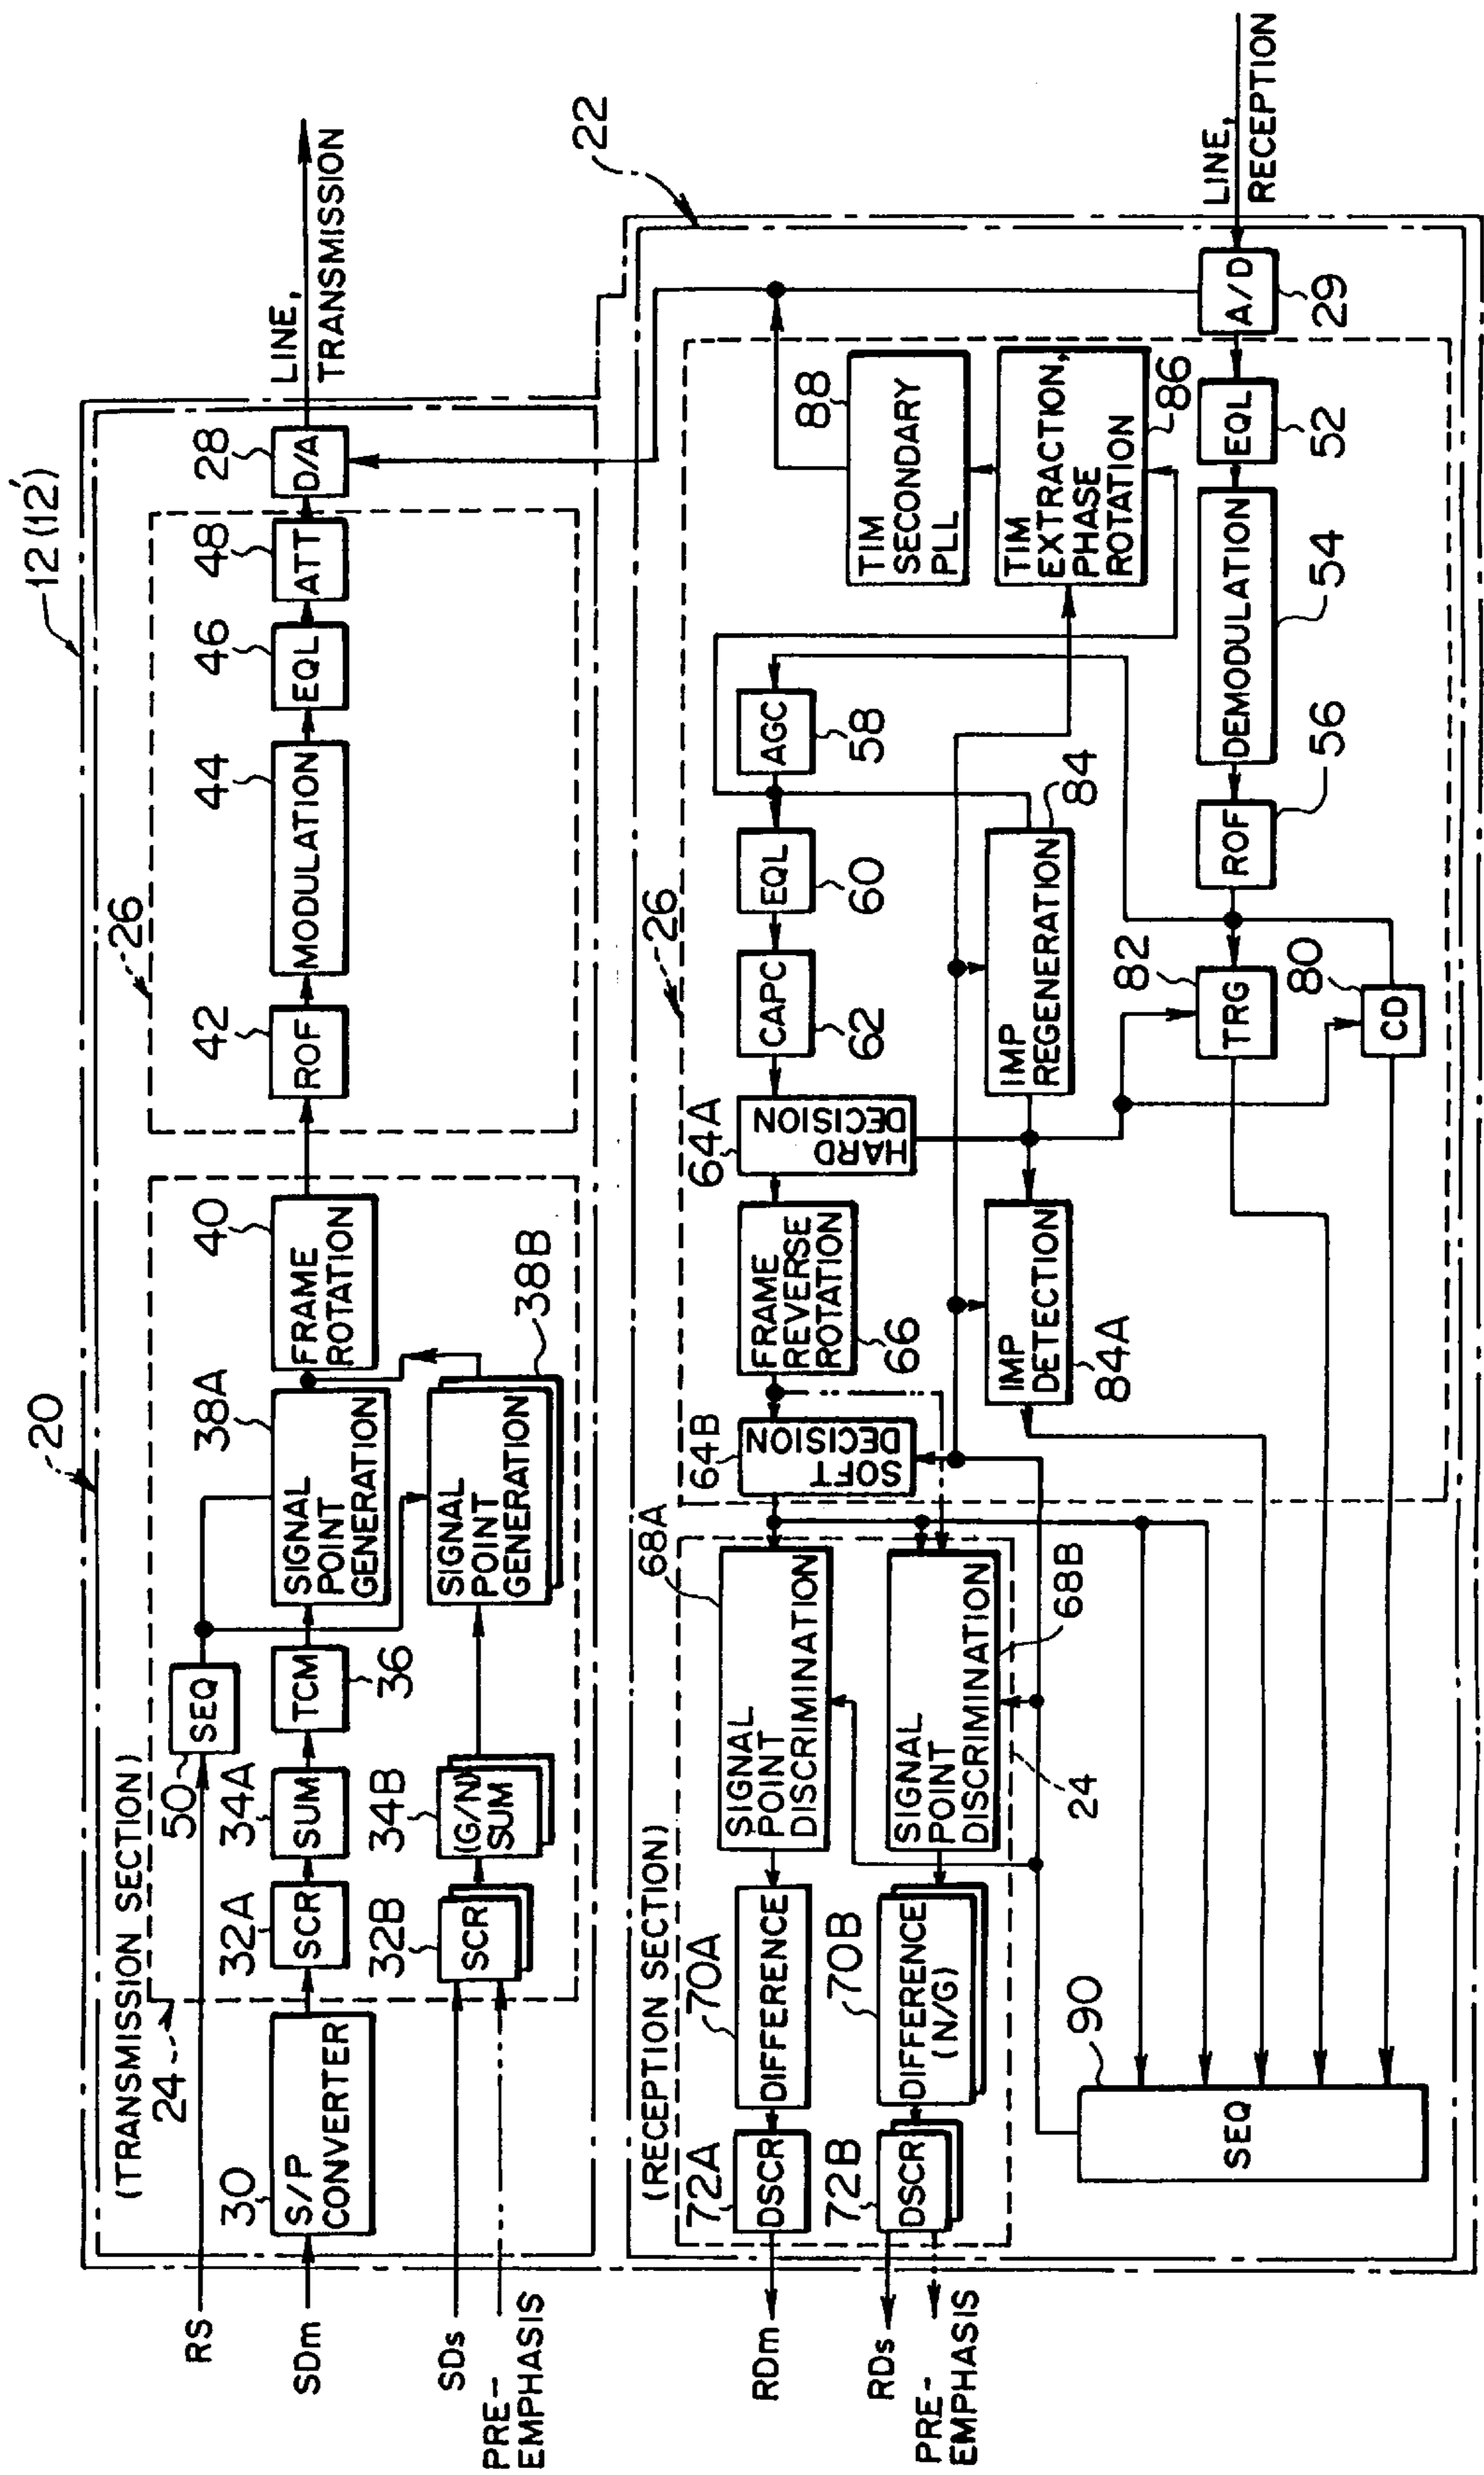 12 (12')
20
(TRANSMISSION SECTION)
24
26
RS
50
SEQ
SDm
30
S/P
CONVERTER
32A
SCR
34A
SUM
TCM
36
38A
SIGNAL
POINT
GENERATION
40
FRAME
ROTATION
42
ROF
44
MODULATION
46
EQL
48
ATT
28
D/A
LINE,
TRANSMISSION
SDs
PRE-
EMPHASIS
32B
SCR
34B
(G/N)
SUM
SIGNAL
POINT
GENERATION
38B
22
(RECEPTION SECTION)
26
RDm
72A
DSCR
70A
DIFFERENCE
68A
SIGNAL
POINT
DISCRIMINATION
64B
SOFT
DECISION
FRAME
REVERSE
ROTATION
66
64A
HARD
DECISION
CAPC
62
EQL
60
AGC
58
88
TIM
SECONDARY
PLL
RDs
PRE-
EMPHASIS
72B
DSCR
70B
DIFFERENCE
(N/G)
SIGNAL
POINT
DISCRIMINATION
68B
24
IMP
DETECTION
84A
IMP
REGENERATION
84
TIM
EXTRACTION,
PHASE
ROTATION
86
90
SEQ
82
TRG
80
CD
ROF
56
DEMODULATION
54
EQL
52
A/D
29
LINE,
RECEPTION